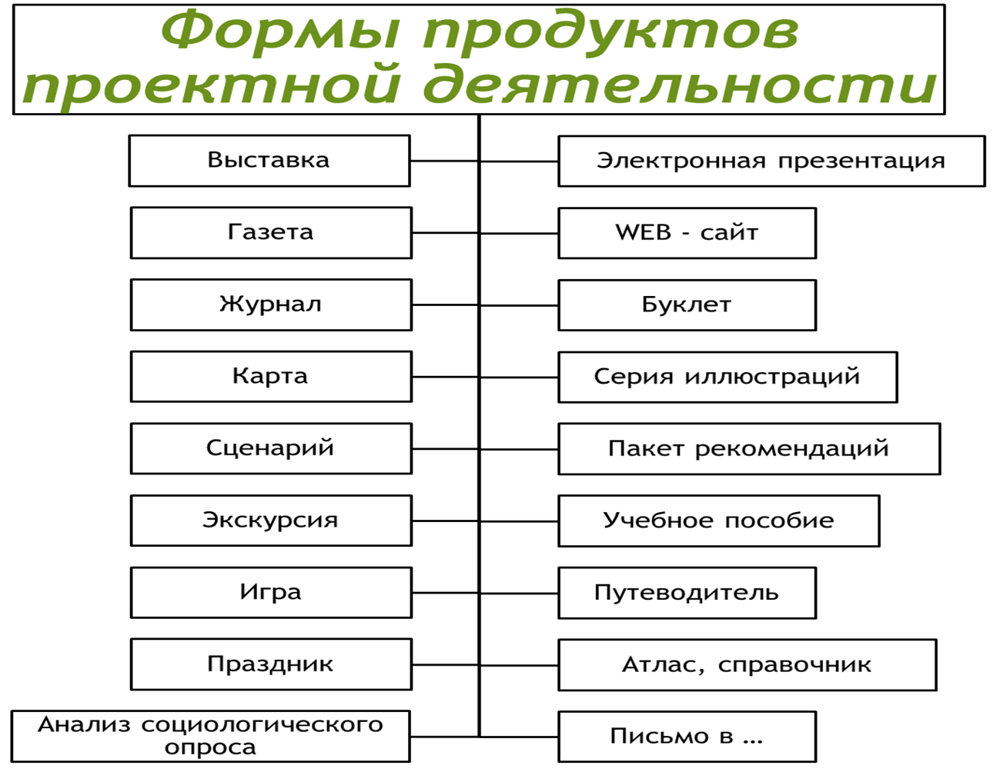 Формы продуктов
проектной деятельности
Выставка
Электронная презентация
Газета
WEB - сайт
Журнал
Буклет
Карта
Серия иллюстраций
Сценарий
Пакет рекомендаций
Экскурсия
Учебное пособие
Игра
Путеводитель
Праздник
Атлас, справочник
Анализ социологического
опроса
Письмо в ...